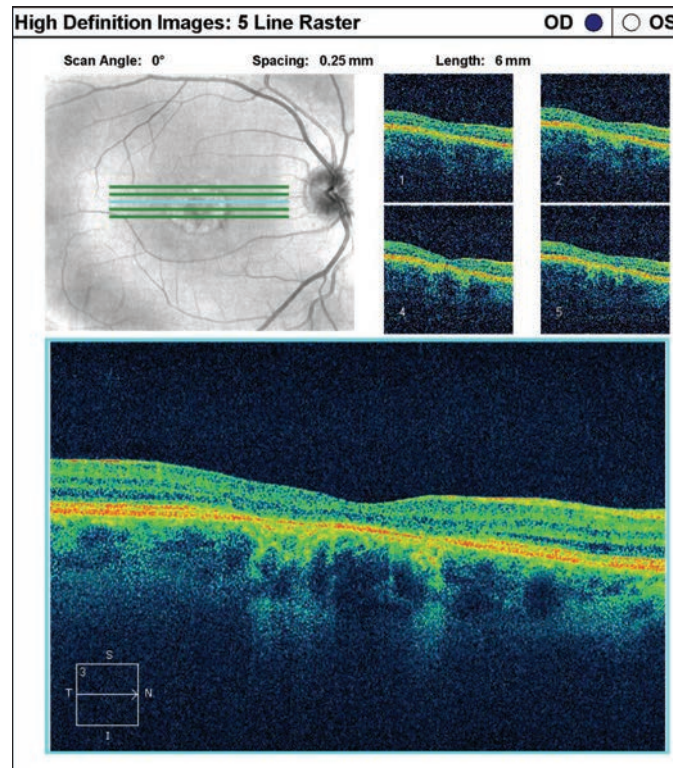 High Definition Images: 5 Line Raster OD OS
Scan Angle: 0° Spacing: 0.25 mm Length: 6 mm
1
2
4
5
3
S
T
N
I